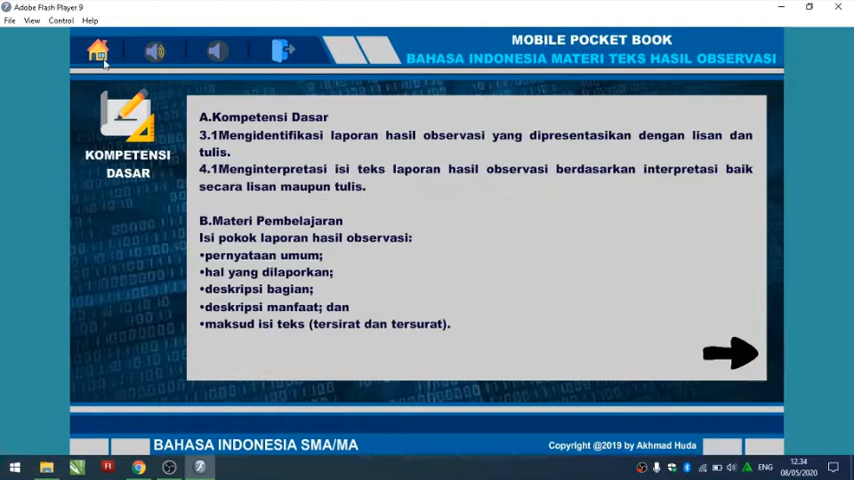 Adobe Flash Player 9
File View Control Help
MOBILE POCKET BOOK
BAHASA INDONESIA MATERI TEKS HASIL OBSERVASI
KOMPETENSI
DASAR
A.Kompetensi Dasar
3.1Mengidentifikasi laporan hasil observasi yang dipresentasikan dengan lisan dan
tulis.
4.1Menginterpretasi isi teks laporan hasil observasi berdasarkan interpretasi baik
secara lisan maupun tulis.
B.Materi Pembelajaran
Isi pokok laporan hasil observasi:
•pernyataan umum;
•hal yang dilaporkan;
•deskripsi bagian;
•deskripsi manfaat; dan
•maksud isi teks (tersirat dan tersurat).
BAHASA INDONESIA SMA/MA
Copyright @2019 by Akhmad Huda
ENG
12.34
08/05/2020